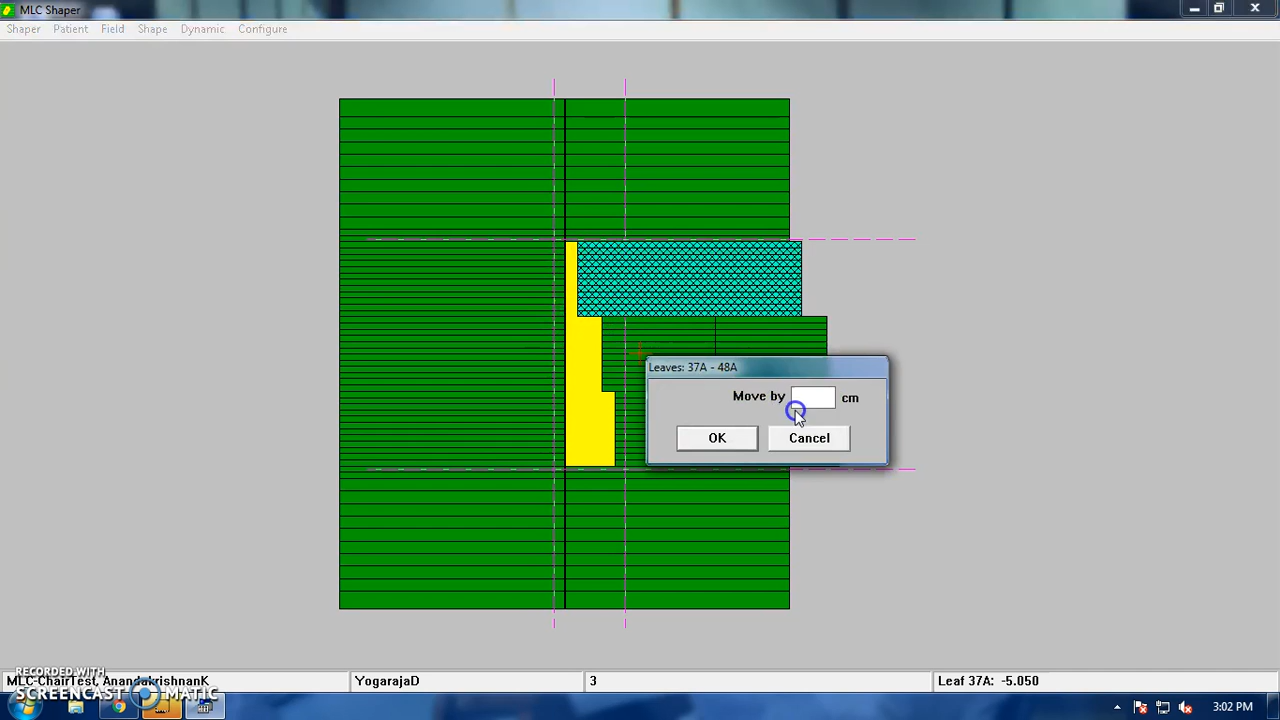 MLC Shaper
Shaper Patient Field Shape Dynamic Configure
Leaves: 37A - 48A
Move by cm
OK Cancel
MLC-ChairTest, AnandakrishnanK YogarajaD 3 Leaf 37A: -5.050
RECORDED WITH
SCREENCAST MATIC
3:02 PM